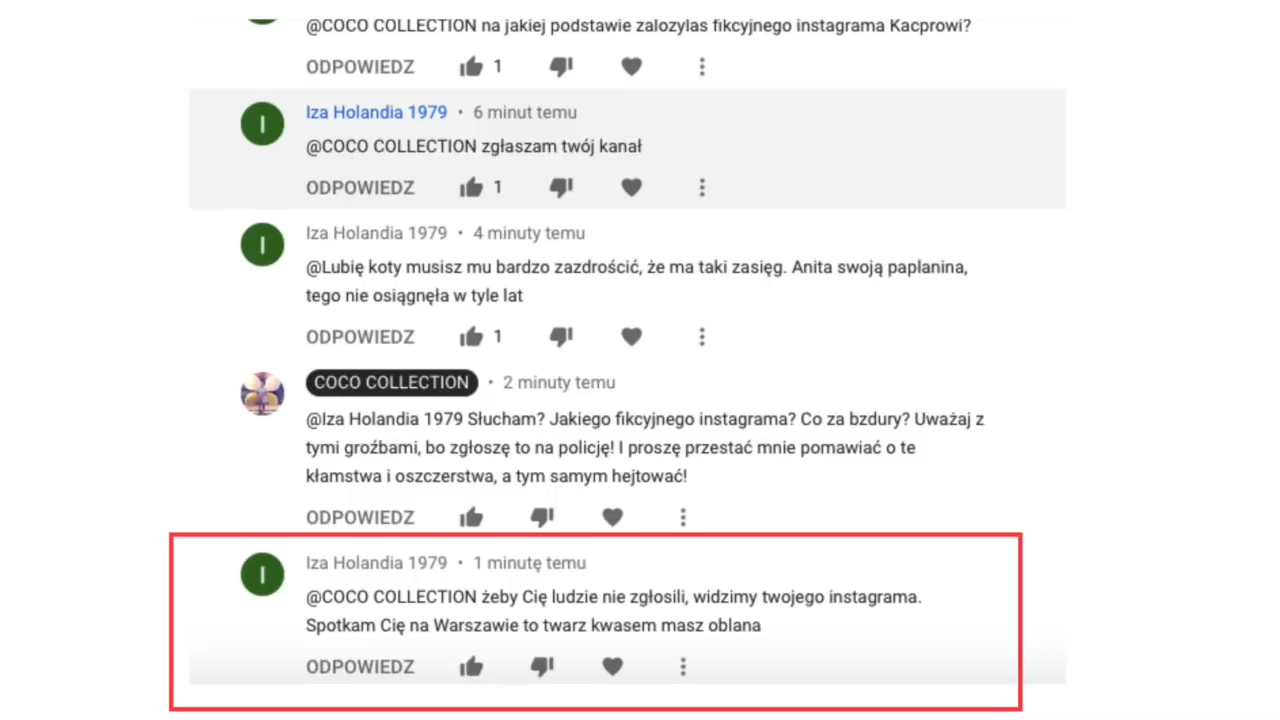 @COCO COLLECTION na jakiej podstawie zalozylas fikcyjnego instagrama Kacprowi?
ODPOWIEDZ 1
I Iza Holandia 1979 • 6 minut temu
@COCO COLLECTION zgłaszam twój kanał
ODPOWIEDZ 1
I Iza Holandia 1979 • 4 minuty temu
@Lubię koty musisz mu bardzo zazdrościć, że ma taki zasięg. Anita swoją paplanina,
tego nie osiągnęła w tyle lat
ODPOWIEDZ 1
COCO COLLECTION • 2 minuty temu
@Iza Holandia 1979 Słucham? Jakiego fikcyjnego instagrama? Co za bzdury? Uważaj z
tymi groźbami, bo zgłoszę to na policję! I proszę przestać mnie pomawiać o te
kłamstwa i oszczerstwa, a tym samym hejtować!
ODPOWIEDZ
I Iza Holandia 1979 • 1 minutę temu
@COCO COLLECTION żeby Cię ludzie nie zgłosili, widzimy twojego instagrama.
Spotkam Cię na Warszawie to twarz kwasem masz oblana
ODPOWIEDZ